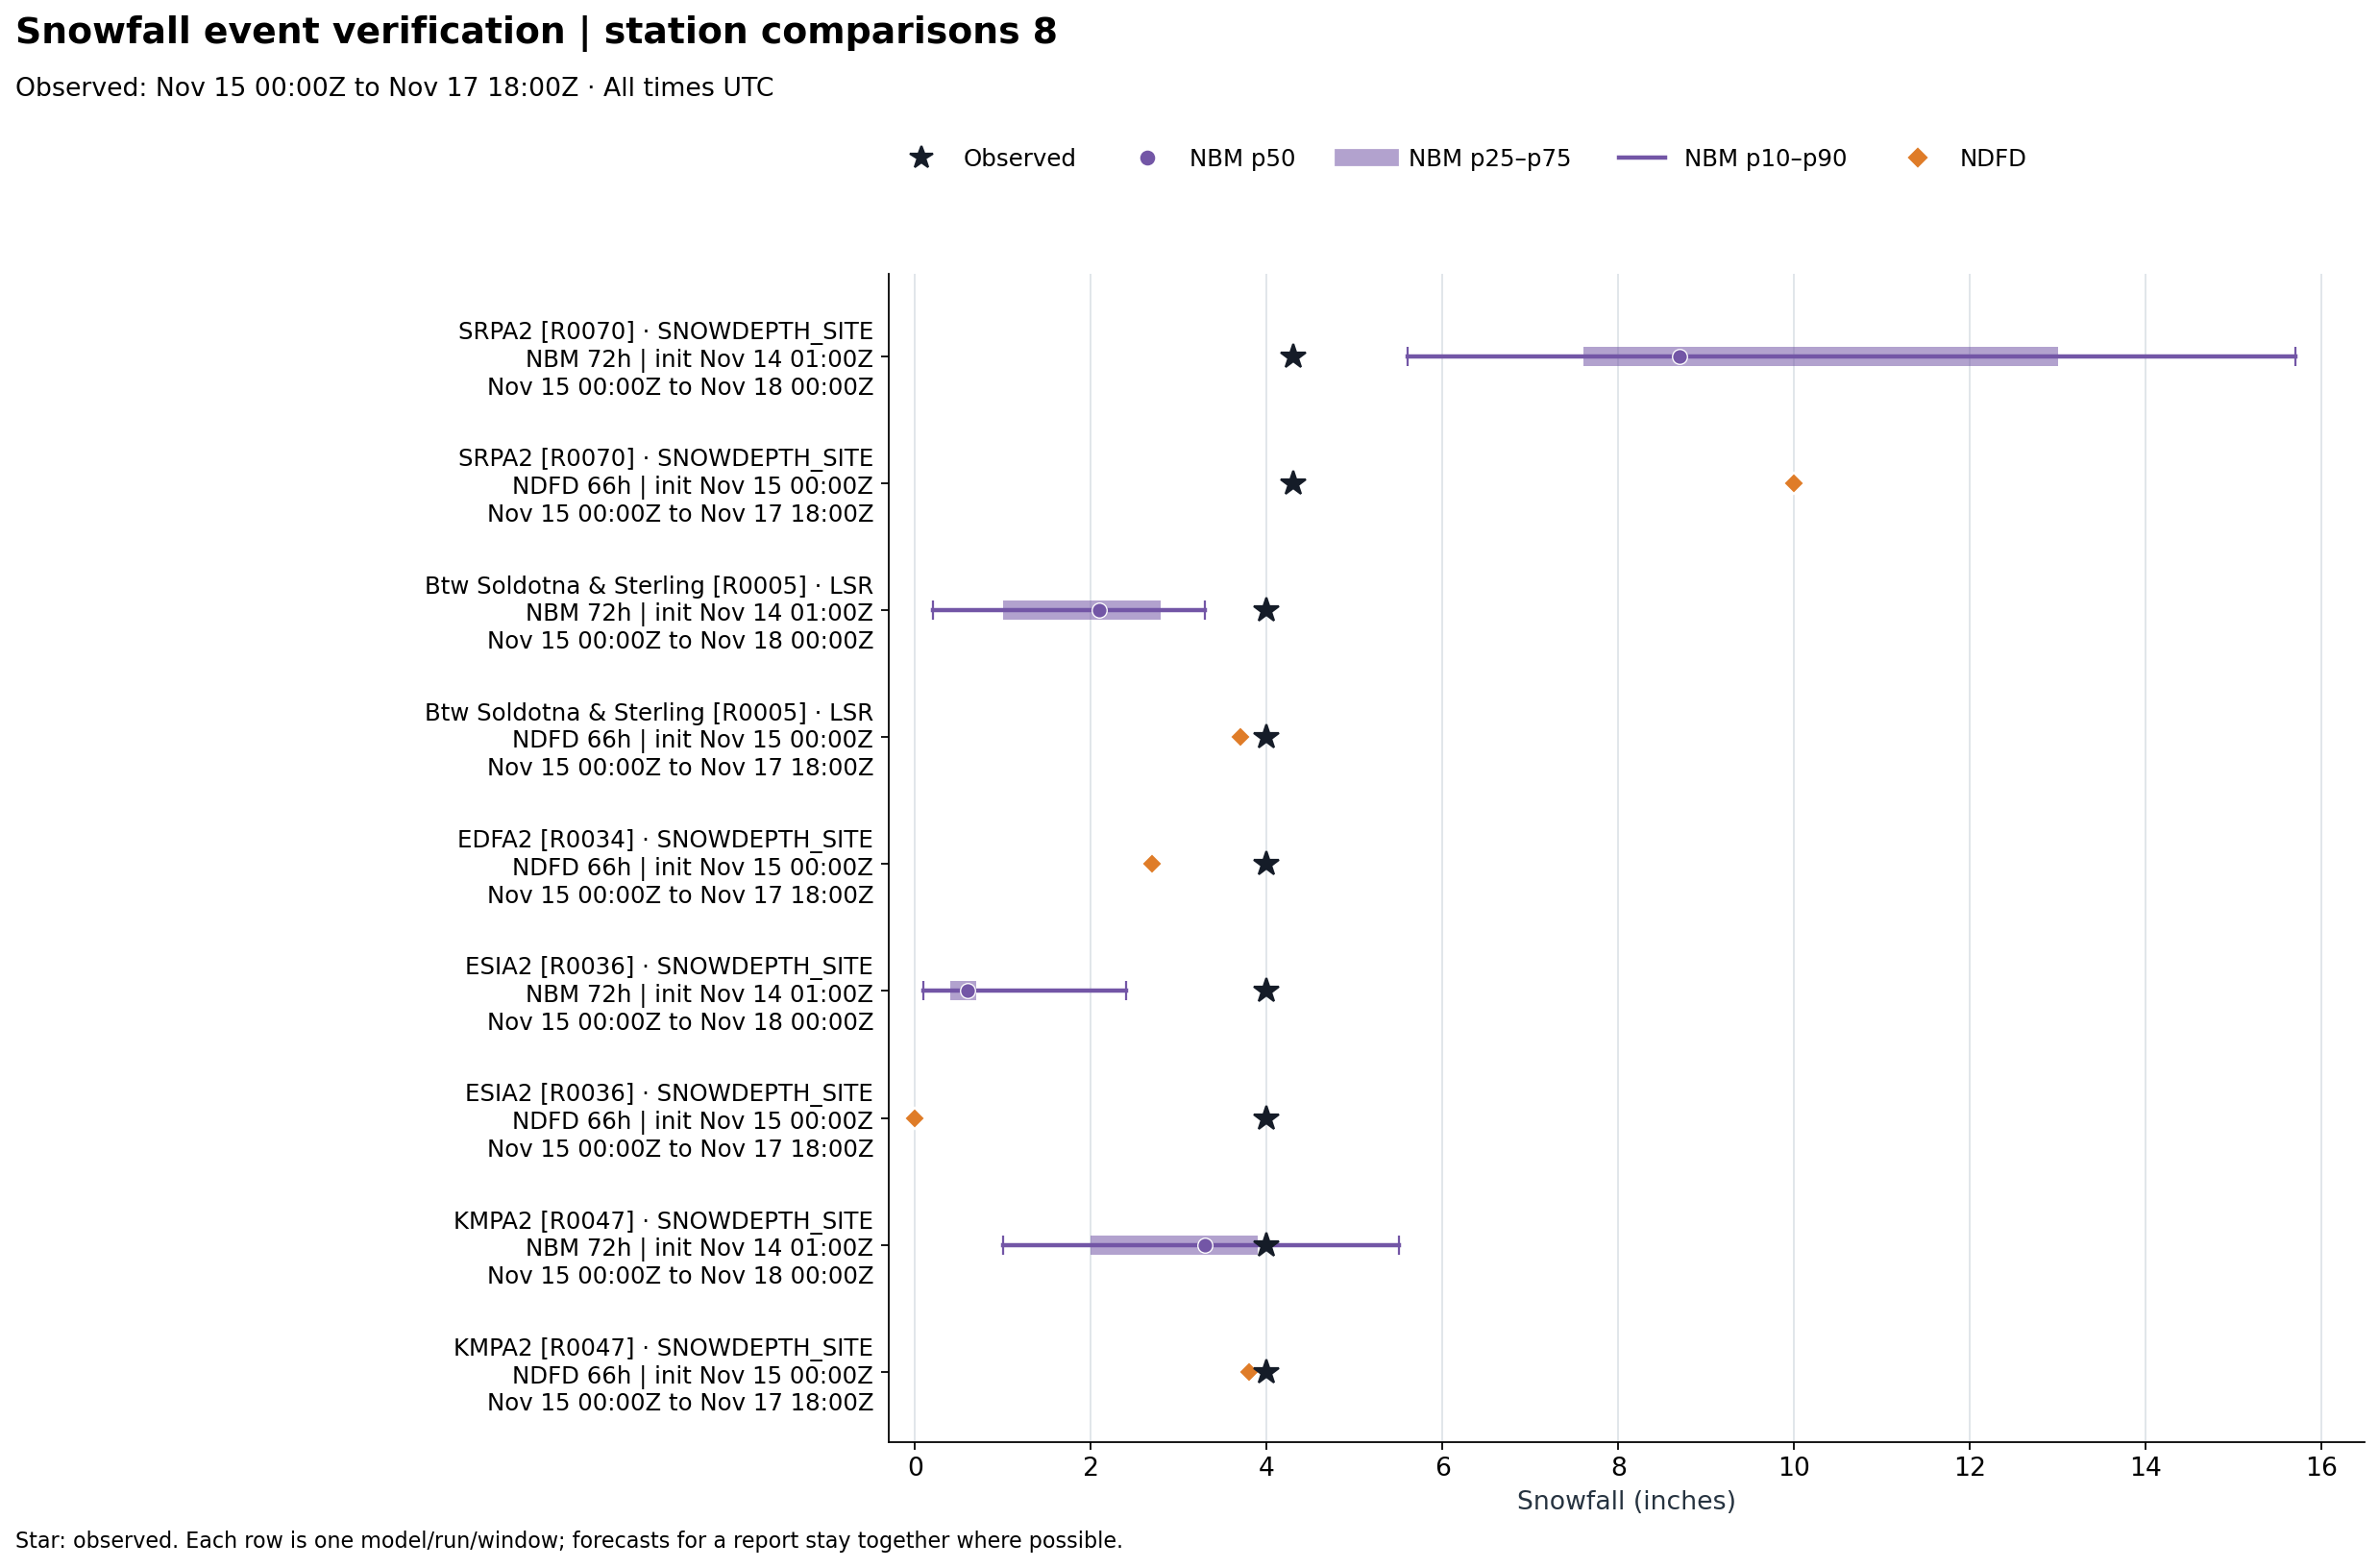 Snowfall event verification | station comparisons 8
Observed: Nov 15 00:00Z to Nov 17 18:00Z · All times UTC
Observed
NBM p50
NBM p25–p75
NBM p10–p90
NDFD
SRPA2 [R0070] · SNOWDEPTH_SITE
NBM 72h | init Nov 14 01:00Z
Nov 15 00:00Z to Nov 18 00:00Z
SRPA2 [R0070] · SNOWDEPTH_SITE
NDFD 66h | init Nov 15 00:00Z
Nov 15 00:00Z to Nov 17 18:00Z
Btw Soldotna & Sterling [R0005] · LSR
NBM 72h | init Nov 14 01:00Z
Nov 15 00:00Z to Nov 18 00:00Z
Btw Soldotna & Sterling [R0005] · LSR
NDFD 66h | init Nov 15 00:00Z
Nov 15 00:00Z to Nov 17 18:00Z
EDFA2 [R0034] · SNOWDEPTH_SITE
NDFD 66h | init Nov 15 00:00Z
Nov 15 00:00Z to Nov 17 18:00Z
ESIA2 [R0036] · SNOWDEPTH_SITE
NBM 72h | init Nov 14 01:00Z
Nov 15 00:00Z to Nov 18 00:00Z
ESIA2 [R0036] · SNOWDEPTH_SITE
NDFD 66h | init Nov 15 00:00Z
Nov 15 00:00Z to Nov 17 18:00Z
KMPA2 [R0047] · SNOWDEPTH_SITE
NBM 72h | init Nov 14 01:00Z
Nov 15 00:00Z to Nov 18 00:00Z
KMPA2 [R0047] · SNOWDEPTH_SITE
NDFD 66h | init Nov 15 00:00Z
Nov 15 00:00Z to Nov 17 18:00Z
0 2 4 6 8 10 12 14 16
Snowfall (inches)
Star: observed. Each row is one model/run/window; forecasts for a report stay together where possible.